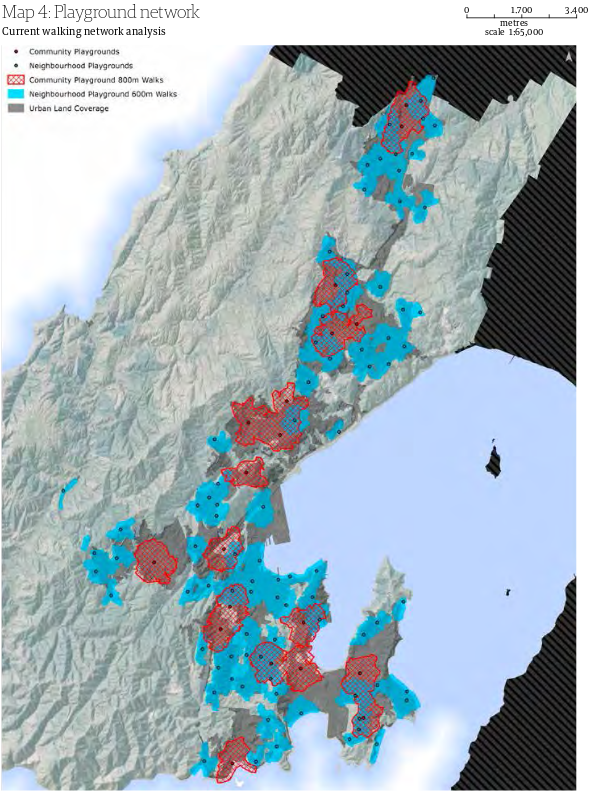 Map 4: Playground network
Current walking network analysis
0 1.700 3.400
metres
scale 1:65,000
Community Playgrounds
Neighbourhood Playgrounds
Community Playground 800m Walks
Neighbourhood Playground 600m Walks
Urban Land Coverage